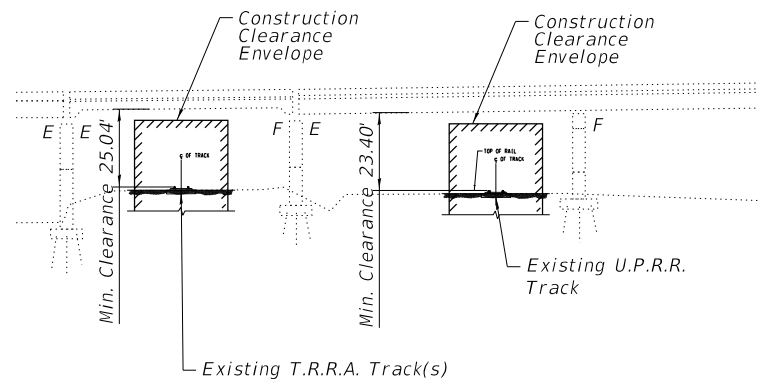 Construction
Clearance
Envelope
Construction
Clearance
Envelope
E E F E F
Min. Clearance 25.04'
Min. Clearance 23.40'
℄ OF TRACK
TOP OF RAIL
℄ OF TRACK
Existing U.P.R.R.
Track
Existing T.R.R.A. Track(s)